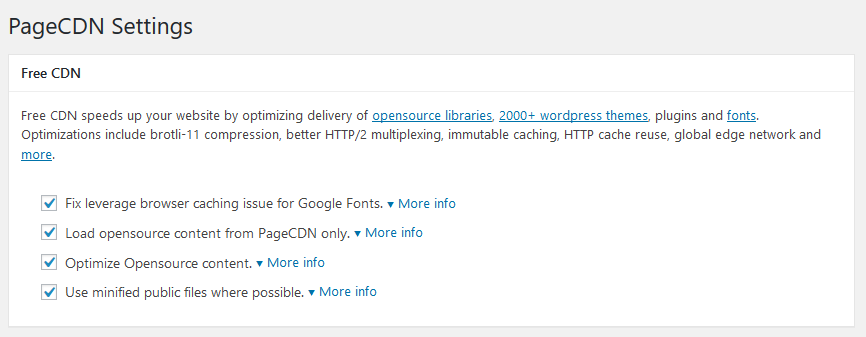 PageCDN Settings
Free CDN
Free CDN speeds up your website by optimizing delivery of opensource libraries, 2000+ wordpress themes, plugins and fonts.
Optimizations include brotli-11 compression, better HTTP/2 multiplexing, immutable caching, HTTP cache reuse, global edge network and
more.
Fix leverage browser caching issue for Google Fonts. ▾ More info
Load opensource content from PageCDN only. ▾ More info
Optimize Opensource content. ▾ More info
Use minified public files where possible. ▾ More info